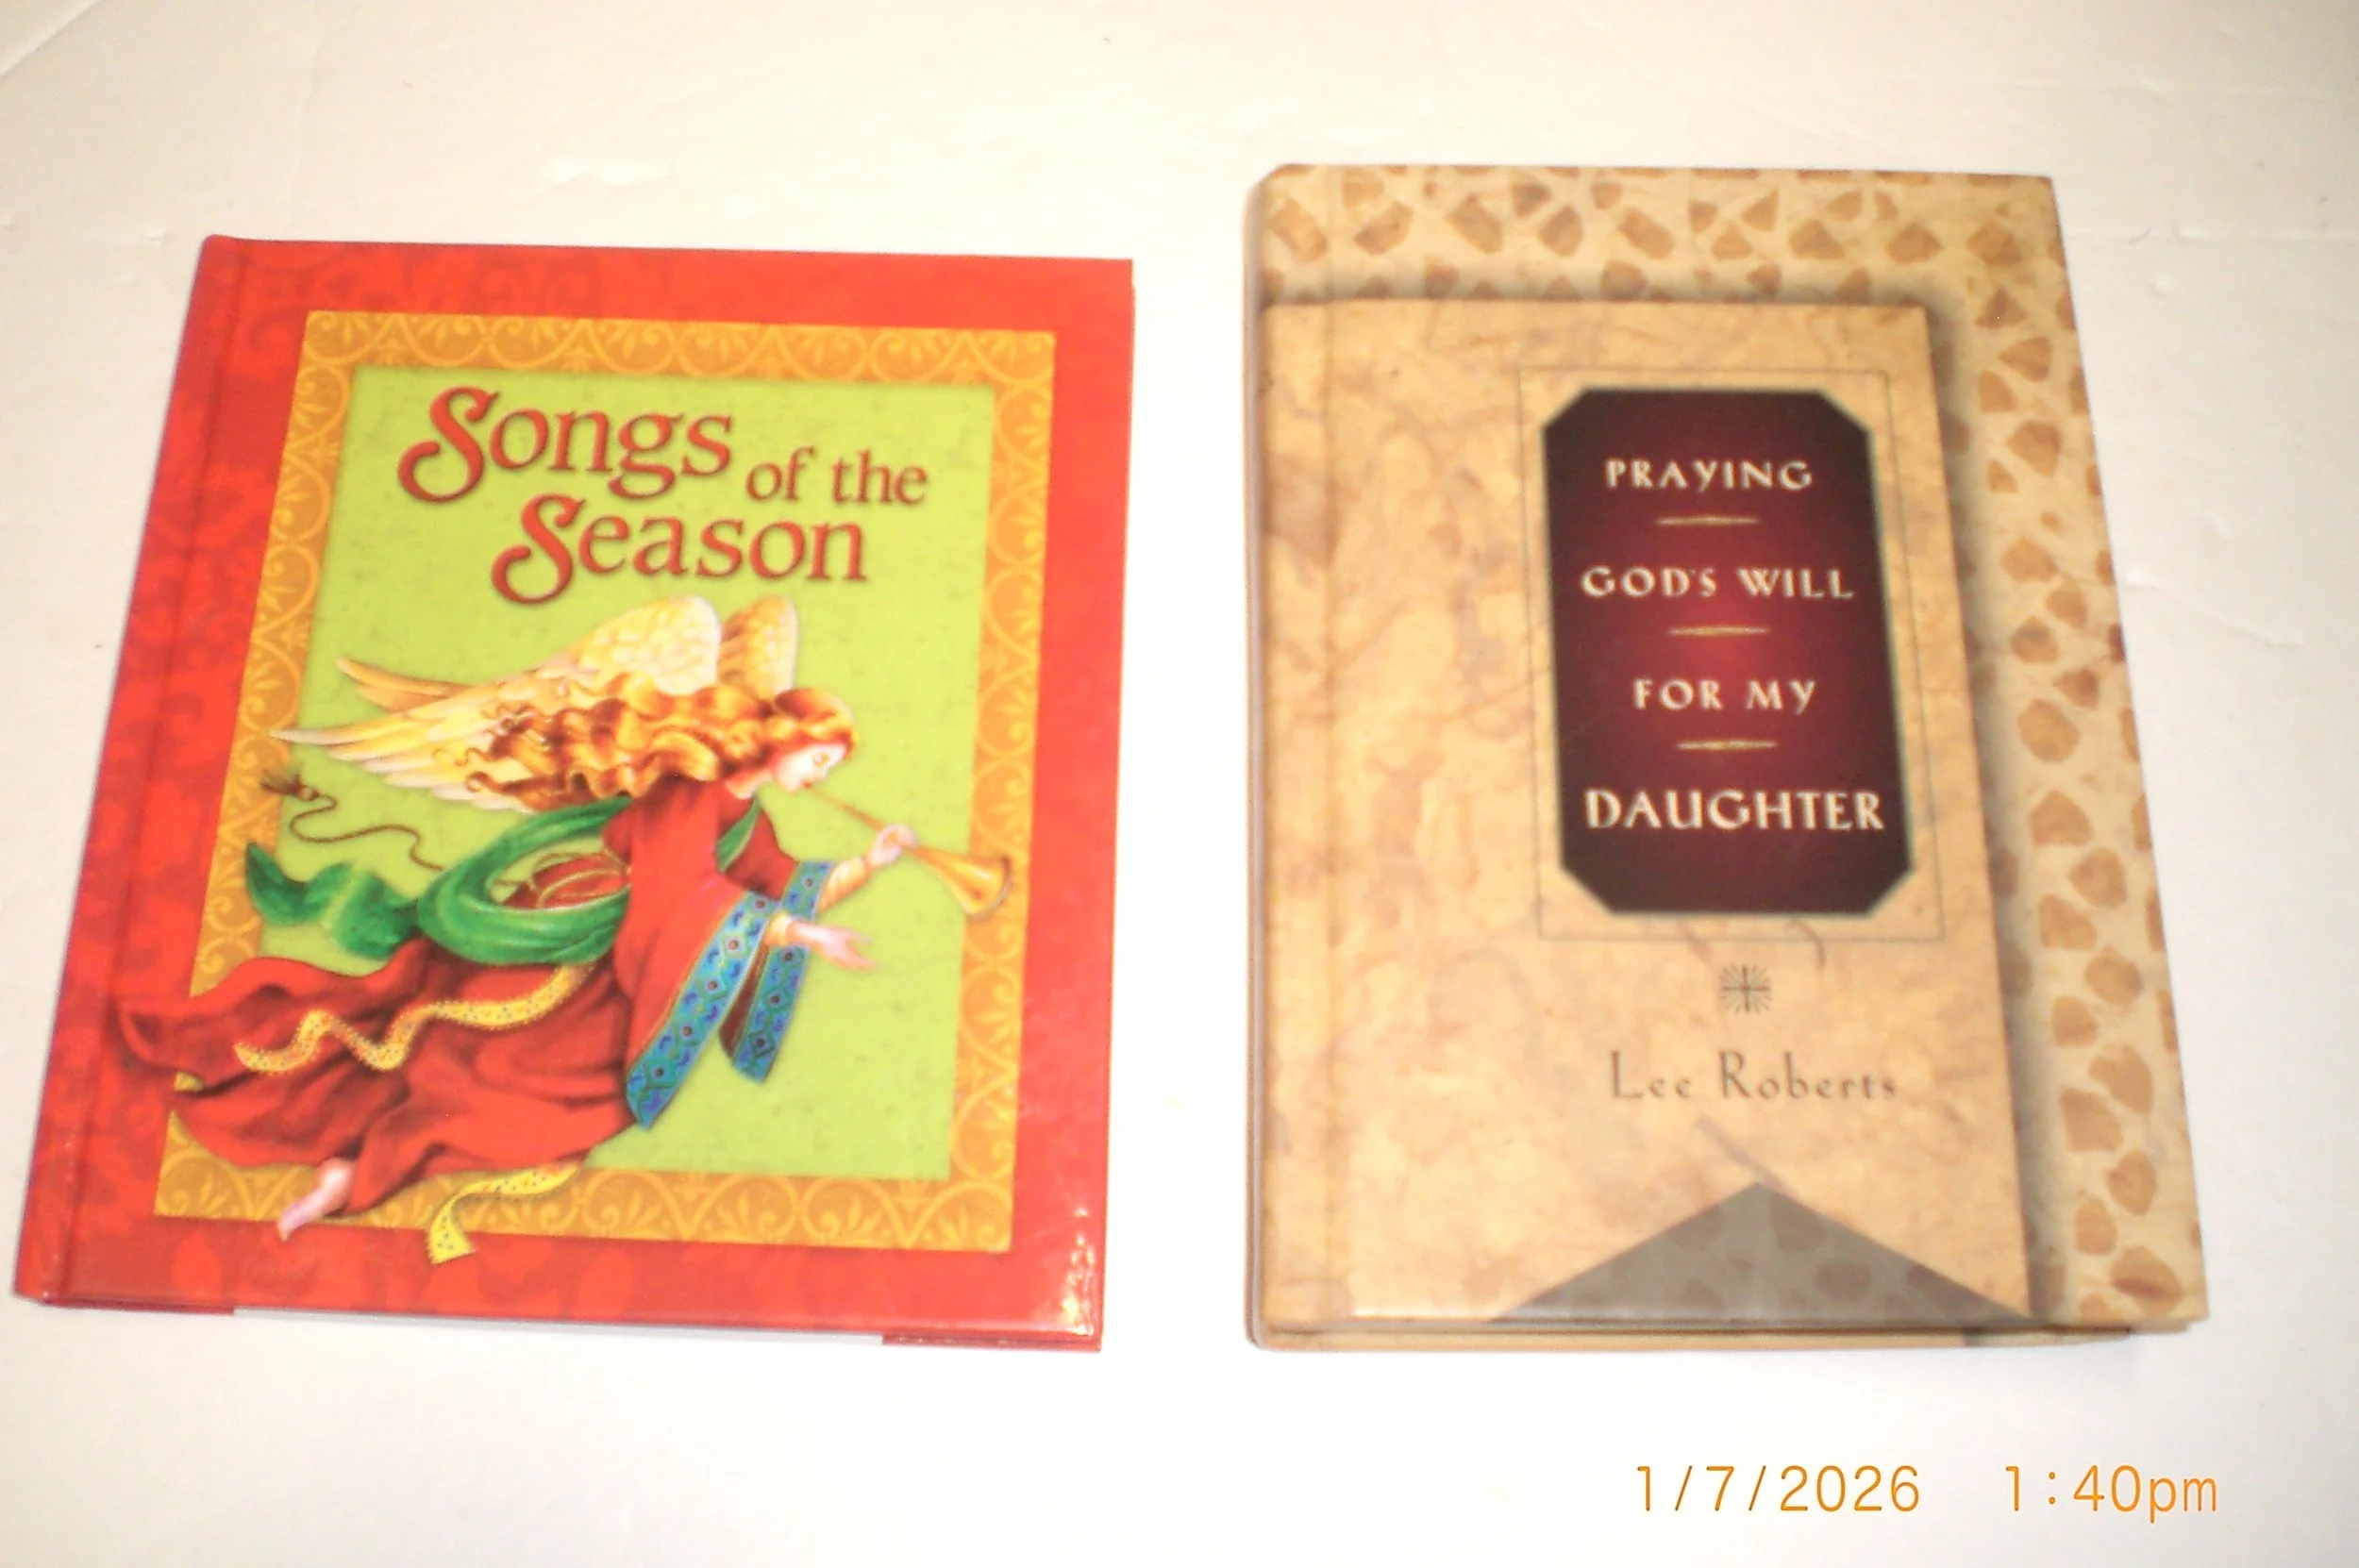 Songs of the
Season
PRAYING
GOD'S WILL
FOR MY
DAUGHTER
Lee Roberts
1/7/2026 1:40pm